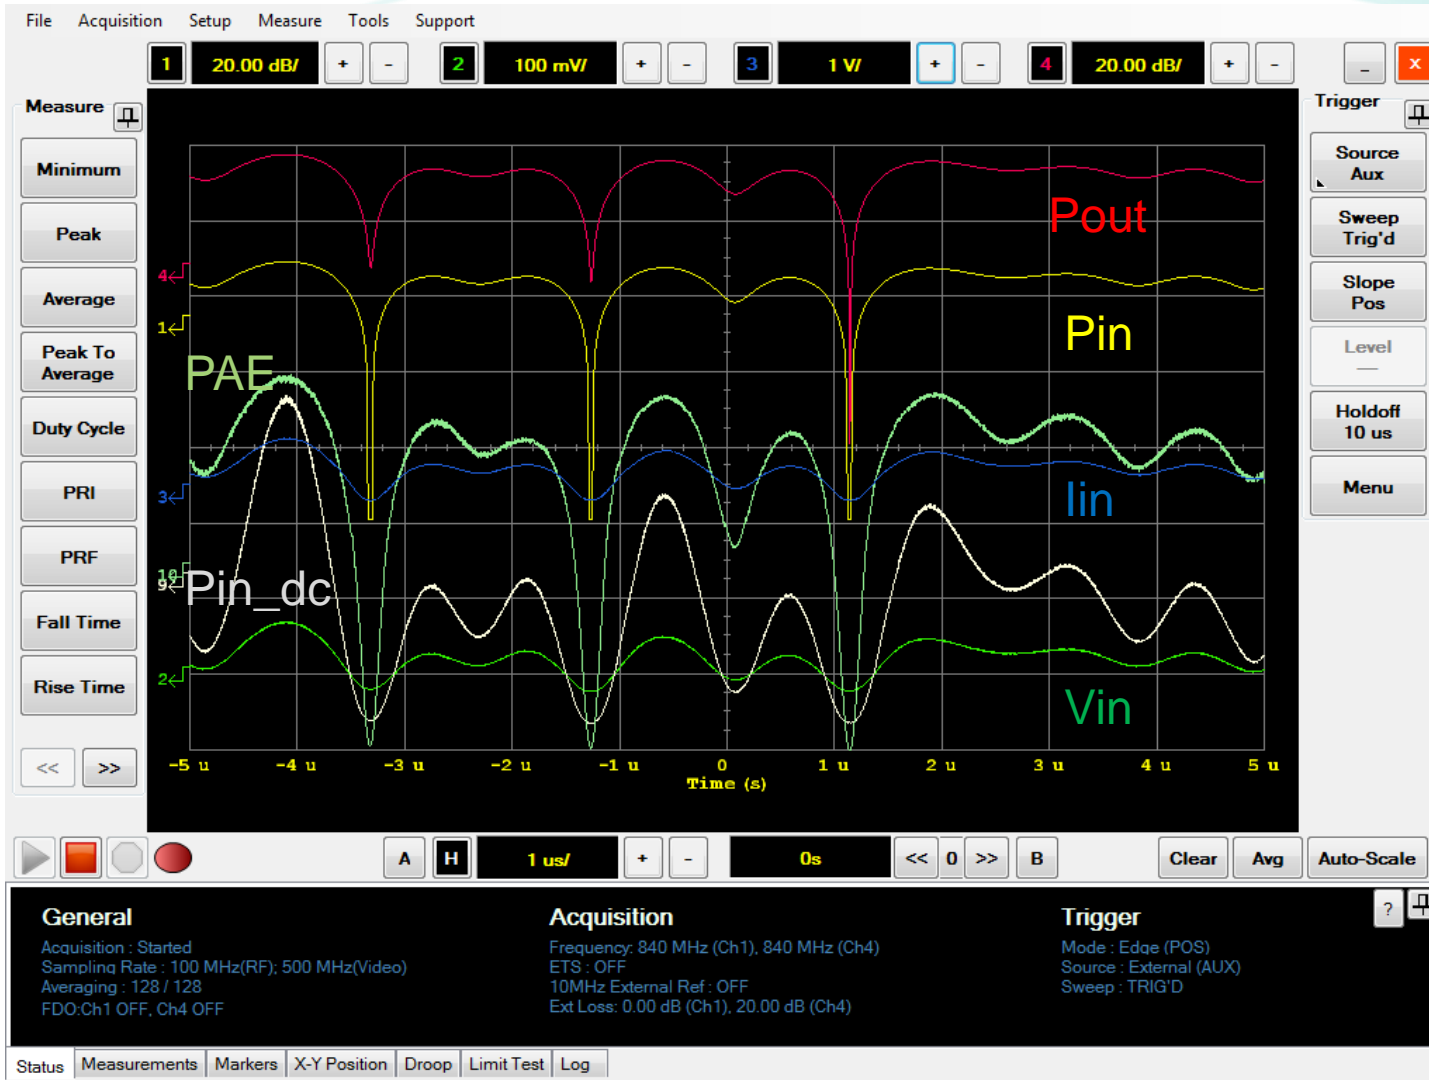 File Acquisition Setup Measure Tools Support
1 20.00 dB/ + - 2 100 mV/ + - 3 1 V/ + - 4 20.00 dB/ + - _ X
Measure
Minimum
Peak
Average
Peak To
Average
Duty Cycle
PRI
PRF
Fall Time
Rise Time
<< >>
Trigger
Source
Aux
Sweep
Trig'd
Slope
Pos
Level
—
Holdoff
10 us
Menu
Pout
4
Pin
1
PAE
Iin
3
Pin_dc
2
Vin
-5 u -4 u -3 u -2 u -1 u 0 1 u 2 u 3 u 4 u 5 u
Time (s)
A H 1 us/ + - 0s << 0 >> B Clear Avg Auto-Scale
General
Acquisition : Started
Sampling Rate : 100 MHz(RF); 500 MHz(Video)
Averaging : 128 / 128
FDO:Ch1 OFF, Ch4 OFF
Acquisition
Frequency: 840 MHz (Ch1), 840 MHz (Ch4)
ETS : OFF
10MHz External Ref : OFF
Ext Loss: 0.00 dB (Ch1), 20.00 dB (Ch4)
Trigger
Mode : Edge (POS)
Source : External (AUX)
Sweep : TRIG'D
?
Status Measurements Markers X-Y Position Droop Limit Test Log